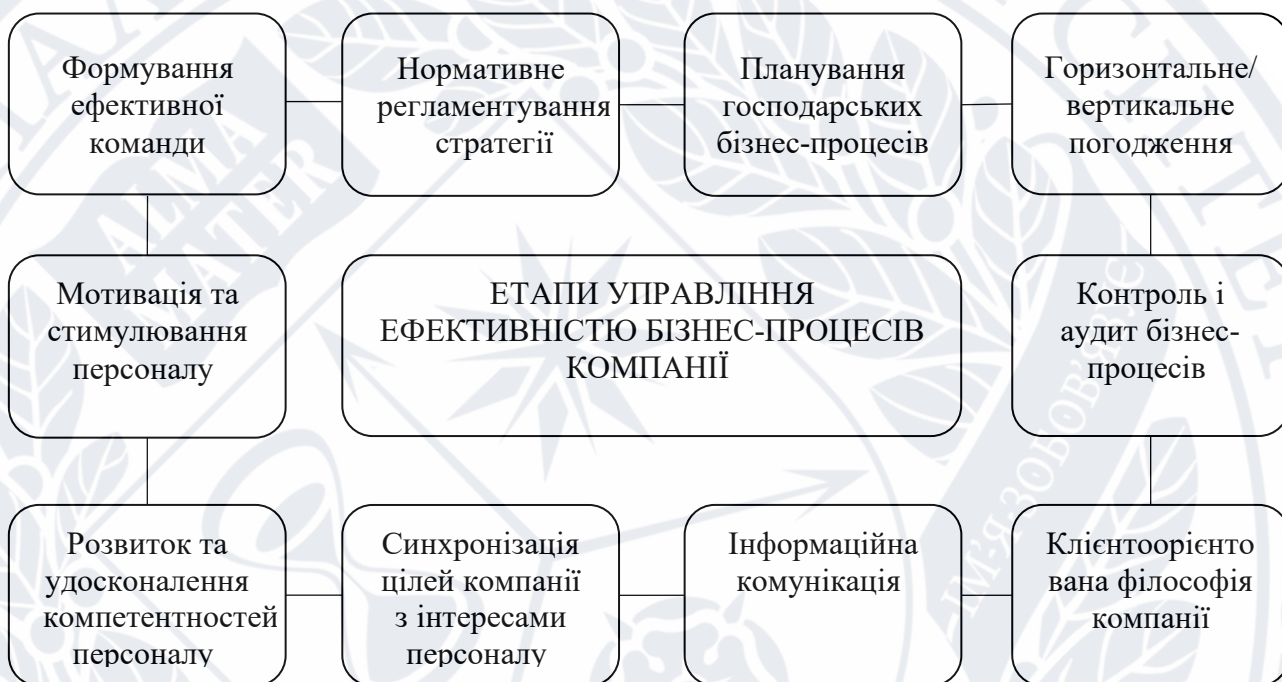 Формування
ефективної
команди
Нормативне
регламентування
стратегії
Планування
господарських
бізнес-процесів
Горизонтальне/
вертикальне
погодження
Мотивація та
стимулювання
персоналу
ЕТАПИ УПРАВЛІННЯ
ЕФЕКТИВНІСТЮ БІЗНЕС-ПРОЦЕСІВ
КОМПАНІЇ
Контроль і
аудит бізнес-
процесів
Розвиток та
удосконалення
компетентностей
персоналу
Синхронізація
цілей компанії
з інтересами
персоналу
Інформаційна
комунікація
Клієнтоорієнто
вана філософія
компанії
ALMA
MATER